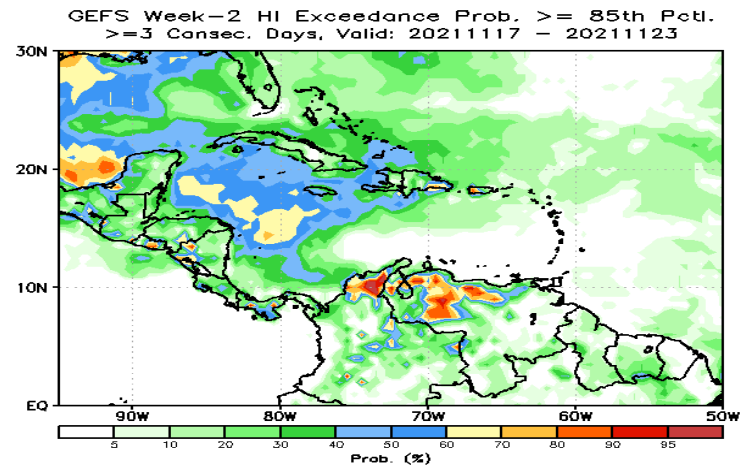 GEFS Week-2 HI Exceedance Prob. >= 85th Pctl.
>=3 Consec. Days, Valid: 20211117 - 20211123
30N
20N
10N
EQ
90W 80W 70W 60W 50W
5 10 20 30 40 50 60 70 80 90 95
Prob. (%)